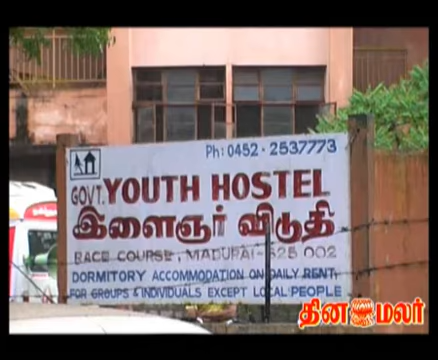 Ph: 0452 - 2537773
GOVT. YOUTH HOSTEL
இளைஞர் விடுதி
RACE COURSE, MADURAI-625 002
DORMITORY ACCOMMODATION ON DAILY RENT,
FOR GROUPS & INDIVIDUALS EXCEPT LOCAL PEOPLE
தினமலர்